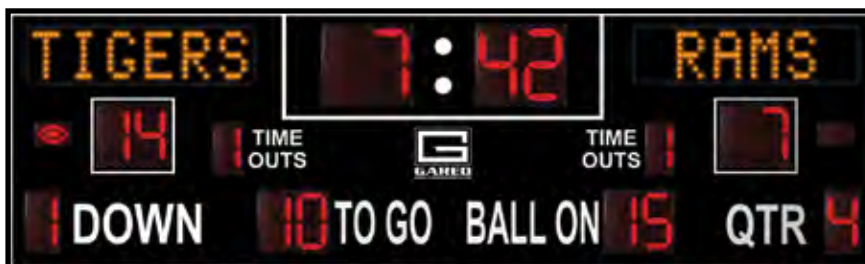 TIGERS 7:42 RAMS
14 1 TIME OUTS G GARED TIME OUTS 1 7
1 DOWN 10 TO GO BALL ON 15 QTR 4